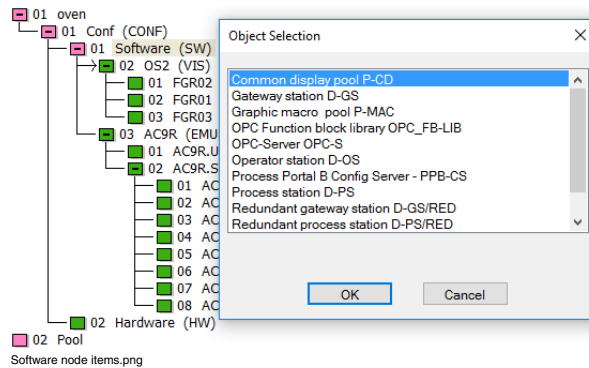 01 oven
01 Conf (CONF)
01 Software (SW)
02 OS2 (VIS)
01 FGR02
02 FGR01
03 FGR03
03 AC9R (EMU
01 AC9R.U
02 AC9R.S
01 AC
02 AC
03 AC
04 AC
05 AC
06 AC
07 AC
08 AC
02 Hardware (HW)
02 Pool
Object Selection
Common display pool P-CD
Gateway station D-GS
Graphic macro pool P-MAC
OPC Function block library OPC_FB-LIB
OPC-Server OPC-S
Operator station D-OS
Process Portal B Config Server - PPB-CS
Process station D-PS
Redundant gateway station D-GS/RED
Redundant process station D-PS/RED
OK
Cancel
Software node items.png